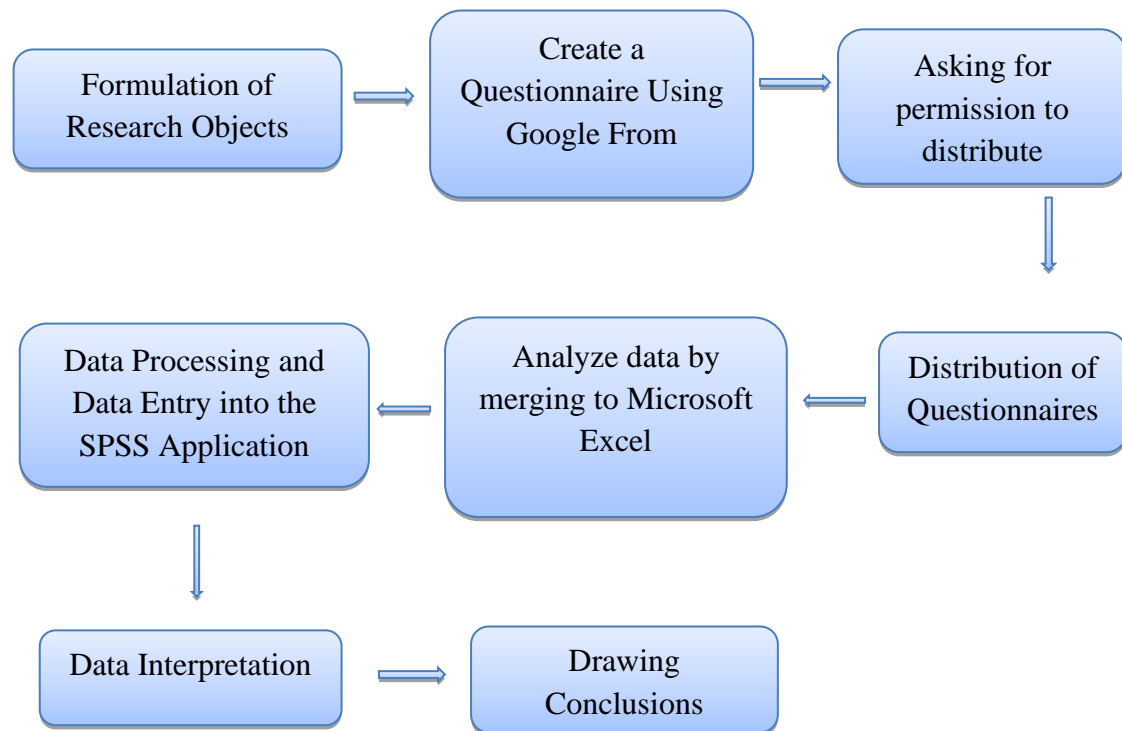 Formulation of
Research Objects
Create a
Questionnaire Using
Google From
Asking for
permission to
distribute
Distribution of
Questionnaires
Analyze data by
merging to Microsoft
Excel
Data Processing and
Data Entry into the
SPSS Application
Data Interpretation
Drawing
Conclusions